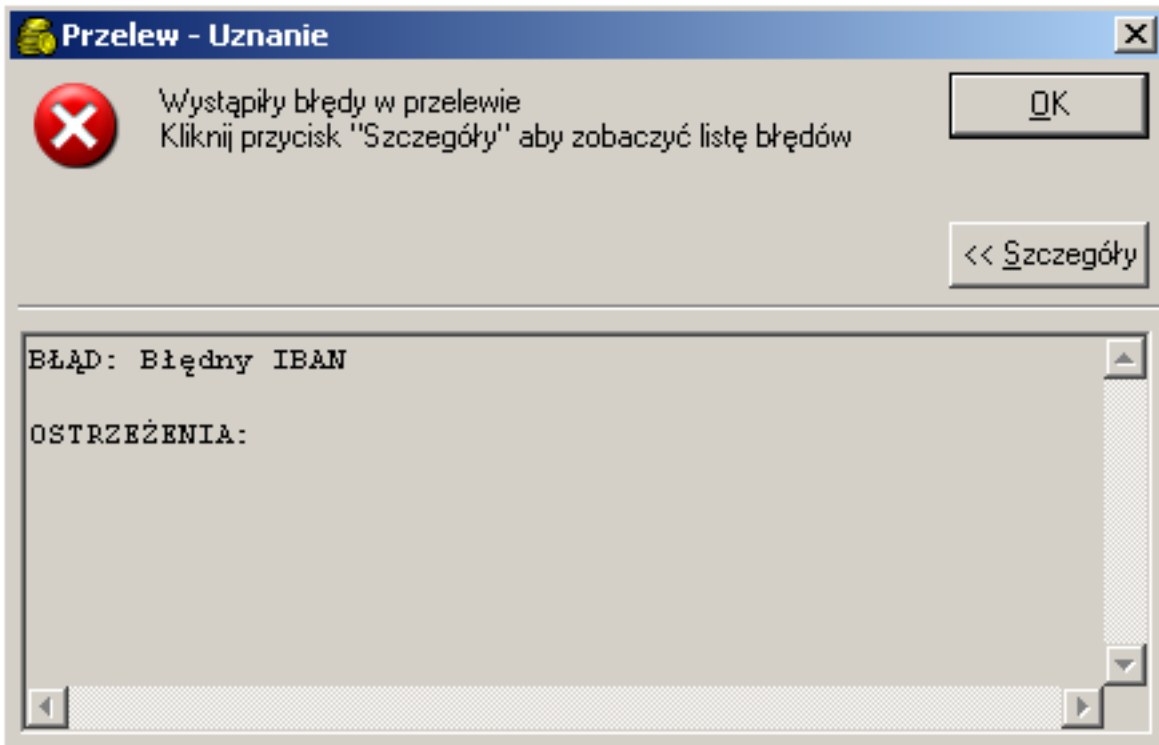 Przelew - Uznanie
Wystąpiły błędy w przelewie
Kliknij przycisk "Szczegóły" aby zobaczyć listę błędów
OK
<< Szczegóły
BŁĄD: Błędny IBAN
OSTRZEŻENIA: